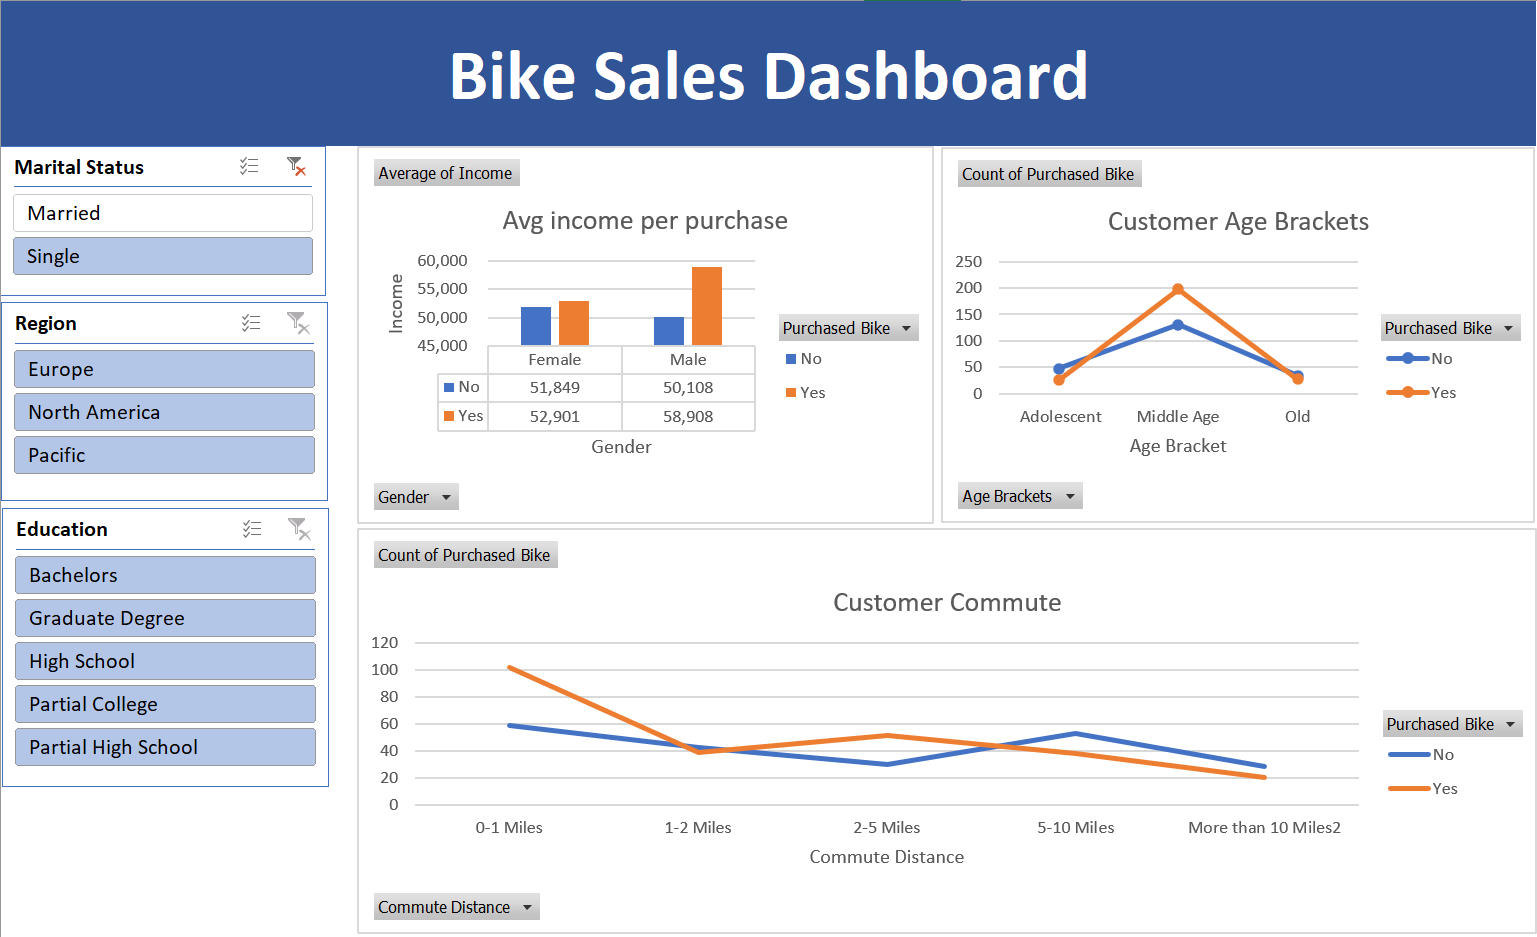 Bike Sales Dashboard
Marital Status
Married
Single
Region
Europe
North America
Pacific
Education
Bachelors
Graduate Degree
High School
Partial College
Partial High School
Average of Income
Avg income per purchase
Income
60,000
55,000
50,000
45,000
Female Male
No 51,849 50,108
Yes 52,901 58,908
Gender
Purchased Bike
No
Yes
Gender
Count of Purchased Bike
Customer Age Brackets
250
200
150
100
50
0
Adolescent Middle Age Old
Age Bracket
Purchased Bike
No
Yes
Age Brackets
Count of Purchased Bike
Customer Commute
120
100
80
60
40
20
0
0-1 Miles 1-2 Miles 2-5 Miles 5-10 Miles More than 10 Miles2
Commute Distance
Purchased Bike
No
Yes
Commute Distance